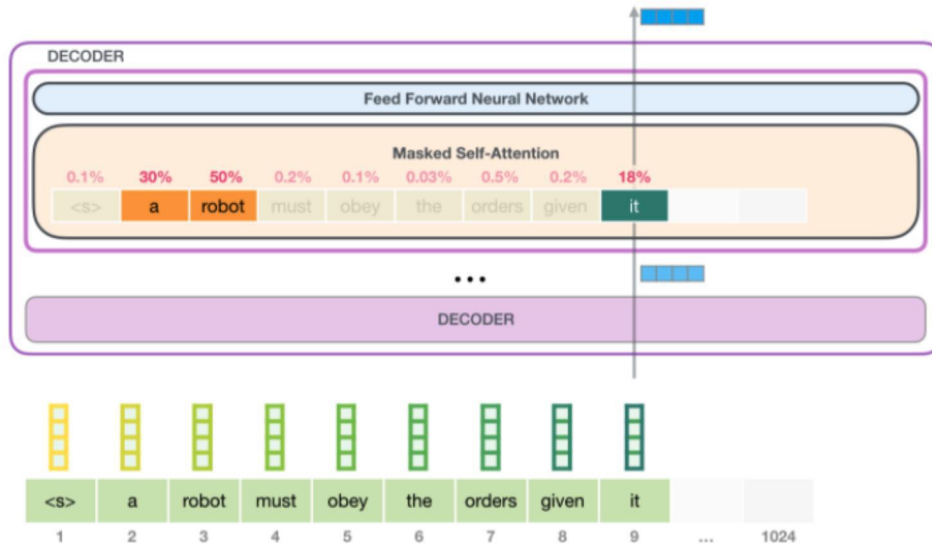 DECODER
Feed Forward Neural Network
Masked Self-Attention
0.1% 30% 50% 0.2% 0.1% 0.03% 0.5% 0.2% 18%
<s> a robot must obey the orders given it
...
DECODER
<s> a robot must obey the orders given it
1 2 3 4 5 6 7 8 9 ... 1024